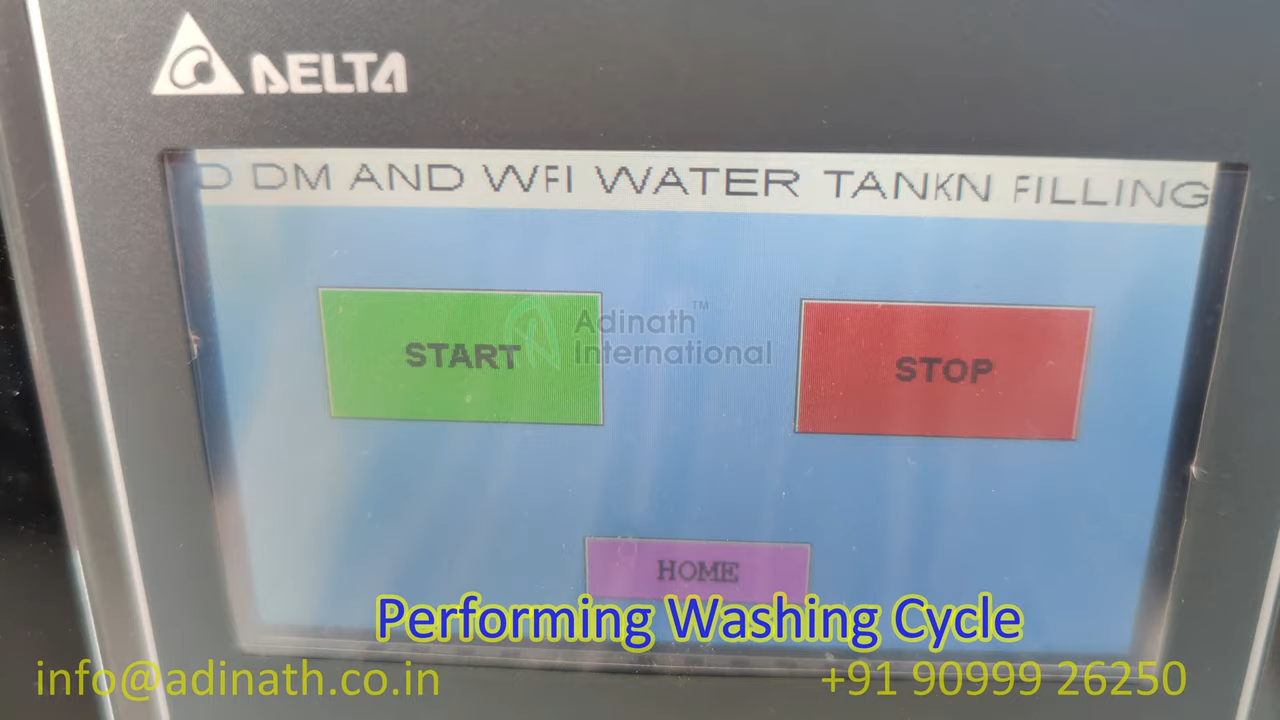 DELTA
D DM AND WFI WATER TANKN FILLING
START
Adinath™
International
STOP
HOME
Performing Washing Cycle
info@adinath.co.in
+91 90999 26250